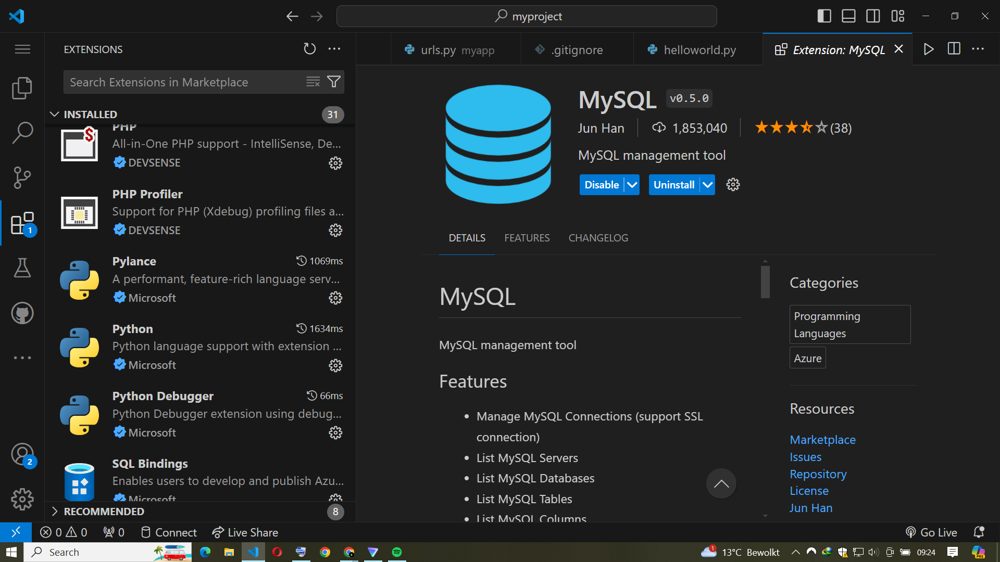 myproject
EXTENSIONS
Search Extensions in Marketplace
INSTALLED 31
PHP
All-in-One PHP support - IntelliSense, De...
DEVSENSE
PHP Profiler
Support for PHP (Xdebug) profiling files a...
DEVSENSE
Pylance 1069ms
A performant, feature-rich language serv...
Microsoft
Python 1634ms
Python language support with extension ...
Microsoft
Python Debugger 66ms
Python Debugger extension using debug...
Microsoft
SQL Bindings
Enables users to develop and publish Azu...
Microsoft
RECOMMENDED 8
1
2
urls.py myapp
.gitignore
helloworld.py
Extension: MySQL
MySQL v0.5.0
Jun Han 1,853,040 (38)
MySQL management tool
Disable Uninstall
DETAILS FEATURES CHANGELOG
MySQL
MySQL management tool
Features
• Manage MySQL Connections (support SSL
connection)
• List MySQL Servers
• List MySQL Databases
• List MySQL Tables
• List MySQL Columns
Categories
Programming
Languages
Azure
Resources
Marketplace
Issues
Repository
License
Jun Han
0 0 0 Connect Live Share Go Live
Search 1 13°C Bewolkt 09:24 PRE